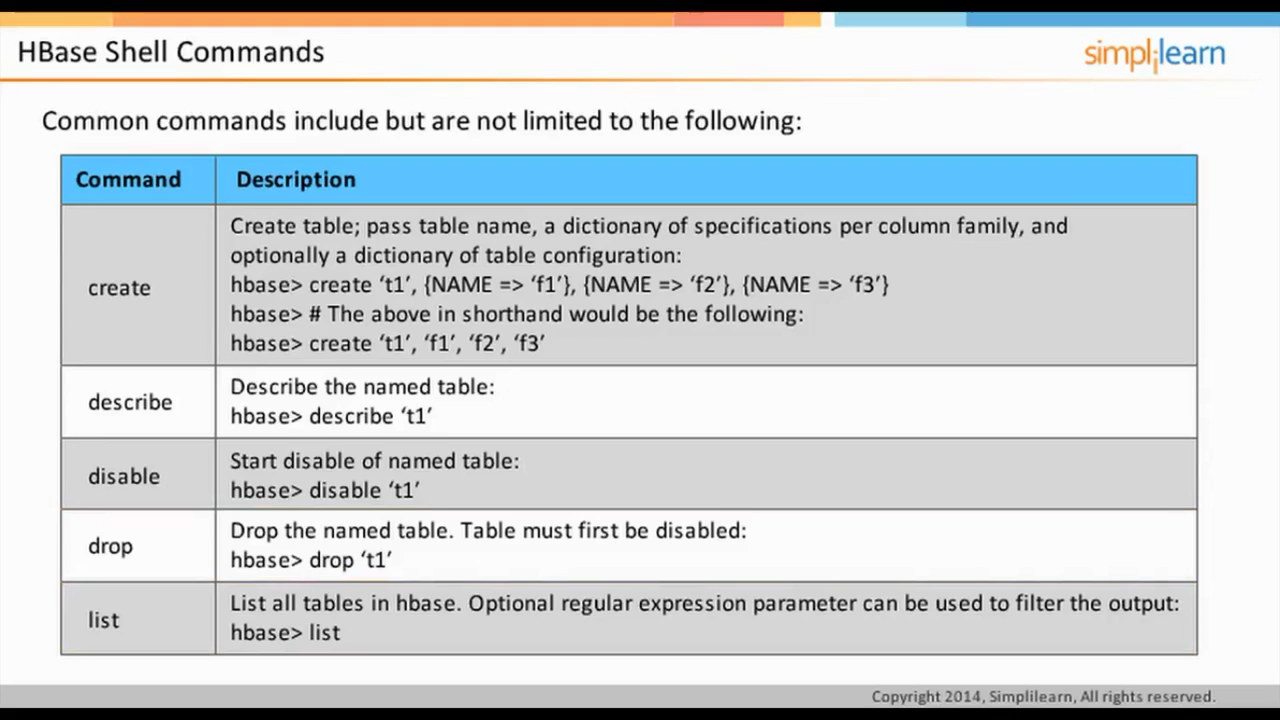 HBase Shell Commands
simplilearn
Common commands include but are not limited to the following:
Command
Description
create
Create table; pass table name, a dictionary of specifications per column family, and
optionally a dictionary of table configuration:
hbase> create ‘t1’, {NAME => ‘f1’}, {NAME => ‘f2’}, {NAME => ‘f3’}
hbase> # The above in shorthand would be the following:
hbase> create ‘t1’, ‘f1’, ‘f2’, ‘f3’
describe
Describe the named table:
hbase> describe ‘t1’
disable
Start disable of named table:
hbase> disable ‘t1’
drop
Drop the named table. Table must first be disabled:
hbase> drop ‘t1’
list
List all tables in hbase. Optional regular expression parameter can be used to filter the output:
hbase> list
Copyright 2014, Simplilearn, All rights reserved.